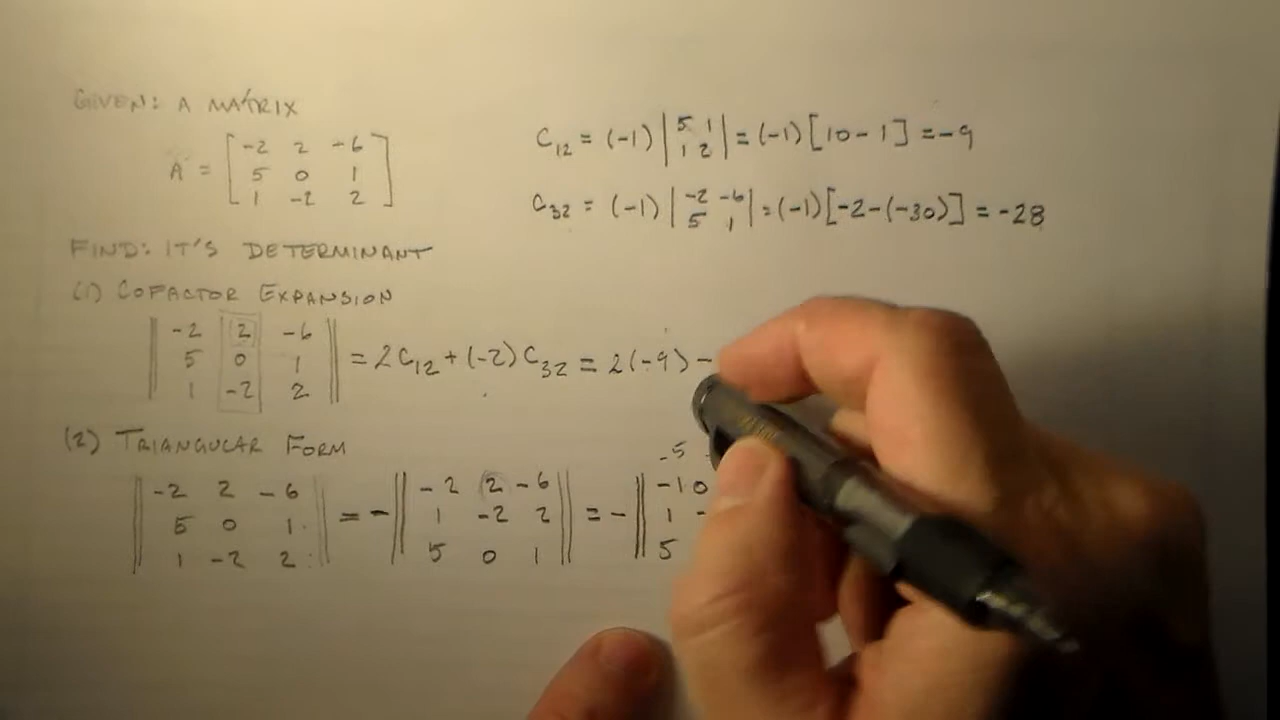 GIVEN: A MATRIX
A = [ -2 2 -6
5 0 1
1 -2 2 ]
C12 = (-1) | 5 1 | = (-1) [10 - 1] = -9
1 2
C32 = (-1) | -2 -6 | = (-1) [-2 - (-30)] = -28
5 1
FIND: IT'S DETERMINANT
(1) COFACTOR EXPANSION
|| -2 2 -6 ||
|| 5 0 1 || = 2C12 + (-2) C32 = 2(-9) -
|| 1 -2 2 ||
(2) TRIANGULAR FORM
-5
|| -2 2 -6 || || -2 2 -6 || || -10
|| 5 0 1 || = - || 1 -2 2 || = - || 1 -
|| 1 -2 2 || || 5 0 1 || || 5